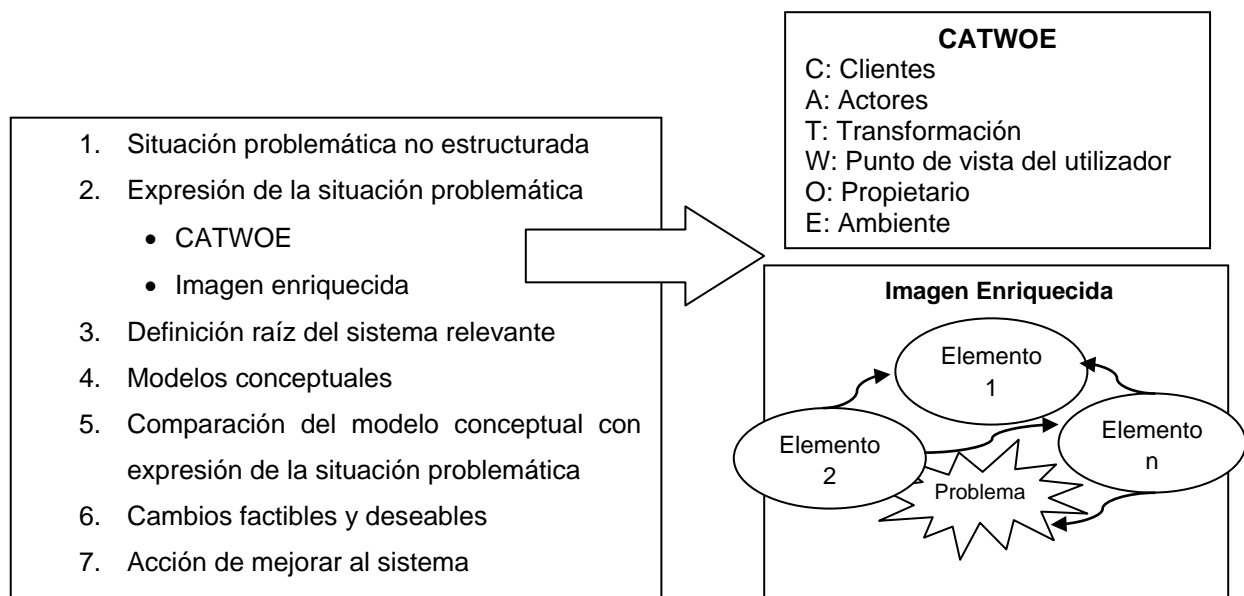 1. Situación problemática no estructurada
2. Expresión de la situación problemática
• CATWOE
• Imagen enriquecida
3. Definición raíz del sistema relevante
4. Modelos conceptuales
5. Comparación del modelo conceptual con
expresión de la situación problemática
6. Cambios factibles y deseables
7. Acción de mejorar al sistema
CATWOE
C: Clientes
A: Actores
T: Transformación
W: Punto de vista del utilizador
O: Propietario
E: Ambiente
Imagen Enriquecida
Elemento
1
Elemento
2
Elemento
n
Problema